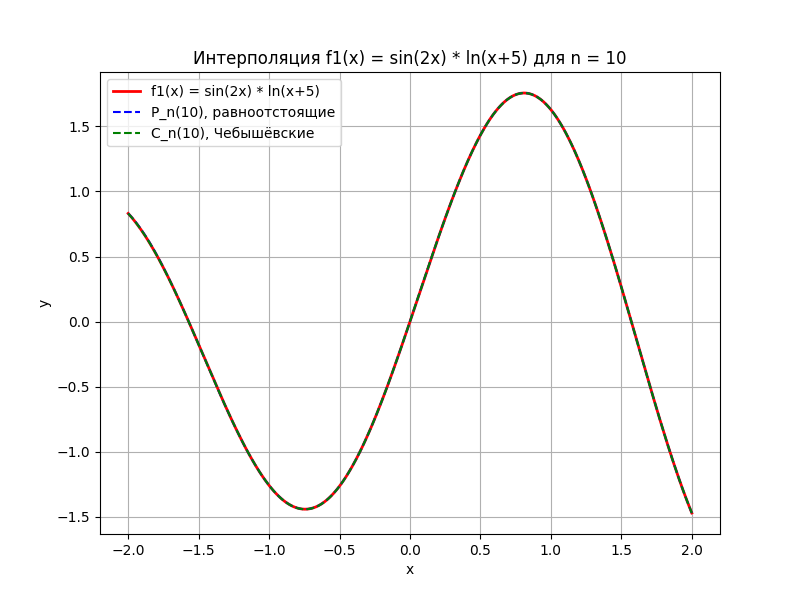 Интерполяция f1(x) = sin(2x) * ln(x+5) для n = 10
f1(x) = sin(2x) * ln(x+5)
P_n(10), равноотстоящие
C_n(10), Чебышёвские
1.5
1.0
0.5
0.0
−0.5
−1.0
−1.5
y
−2.0 −1.5 −1.0 −0.5 0.0 0.5 1.0 1.5 2.0
x